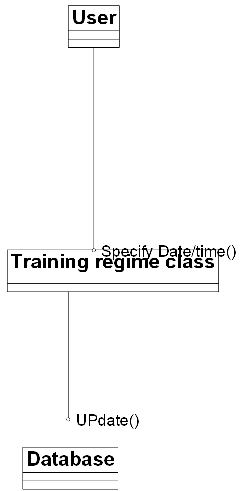 User
Specify Date/time()
Training regime class
UPdate()
Database